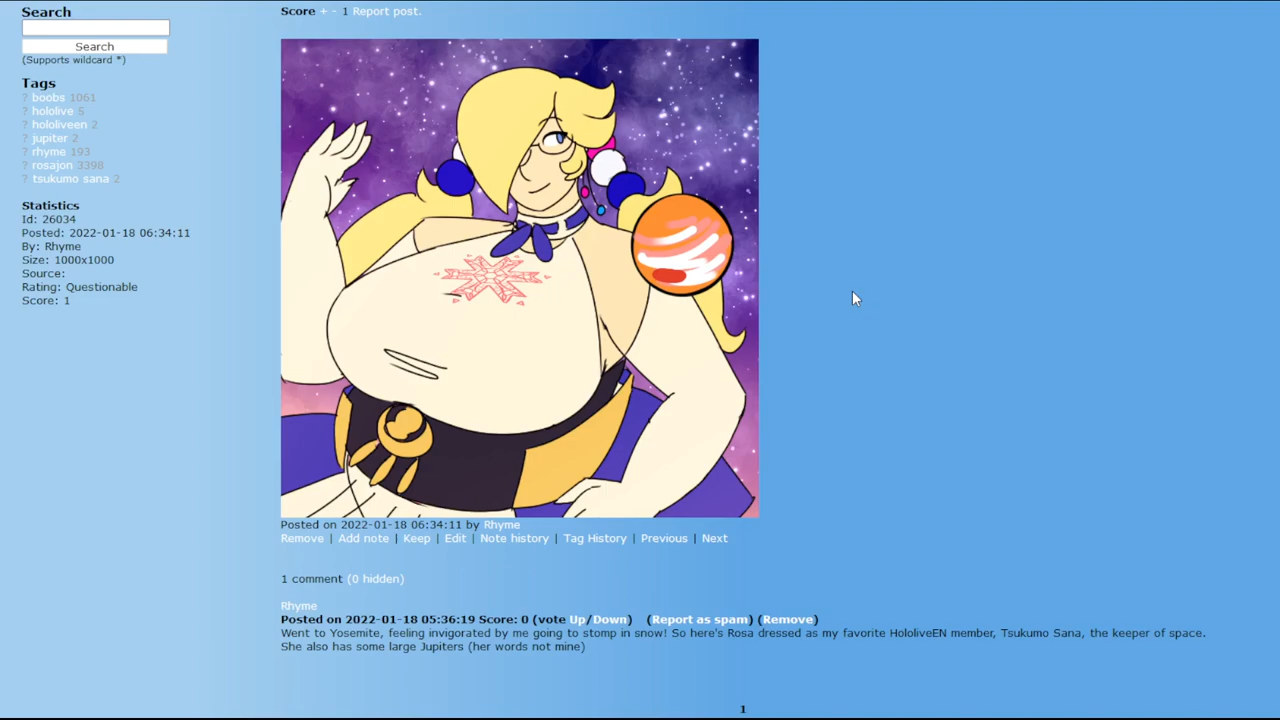 Search
Search
(Supports wildcard *)
Tags
? boobs 1061
? hololive 5
? hololiveen 2
? jupiter 2
? rhyme 193
? rosajon 3398
? tsukumo sana 2
Statistics
Id: 26034
Posted: 2022-01-18 06:34:11
By: Rhyme
Size: 1000x1000
Source:
Rating: Questionable
Score: 1
Score + - 1 Report post.
Posted on 2022-01-18 06:34:11 by Rhyme
Remove | Add note | Keep | Edit | Note history | Tag History | Previous | Next
1 comment (0 hidden)
Rhyme
Posted on 2022-01-18 05:36:19 Score: 0 (vote Up/Down) (Report as spam) (Remove)
Went to Yosemite, feeling invigorated by me going to stomp in snow! So here's Rosa dressed as my favorite HololiveEN member, Tsukumo Sana, the keeper of space.
She also has some large Jupiters (her words not mine)
1